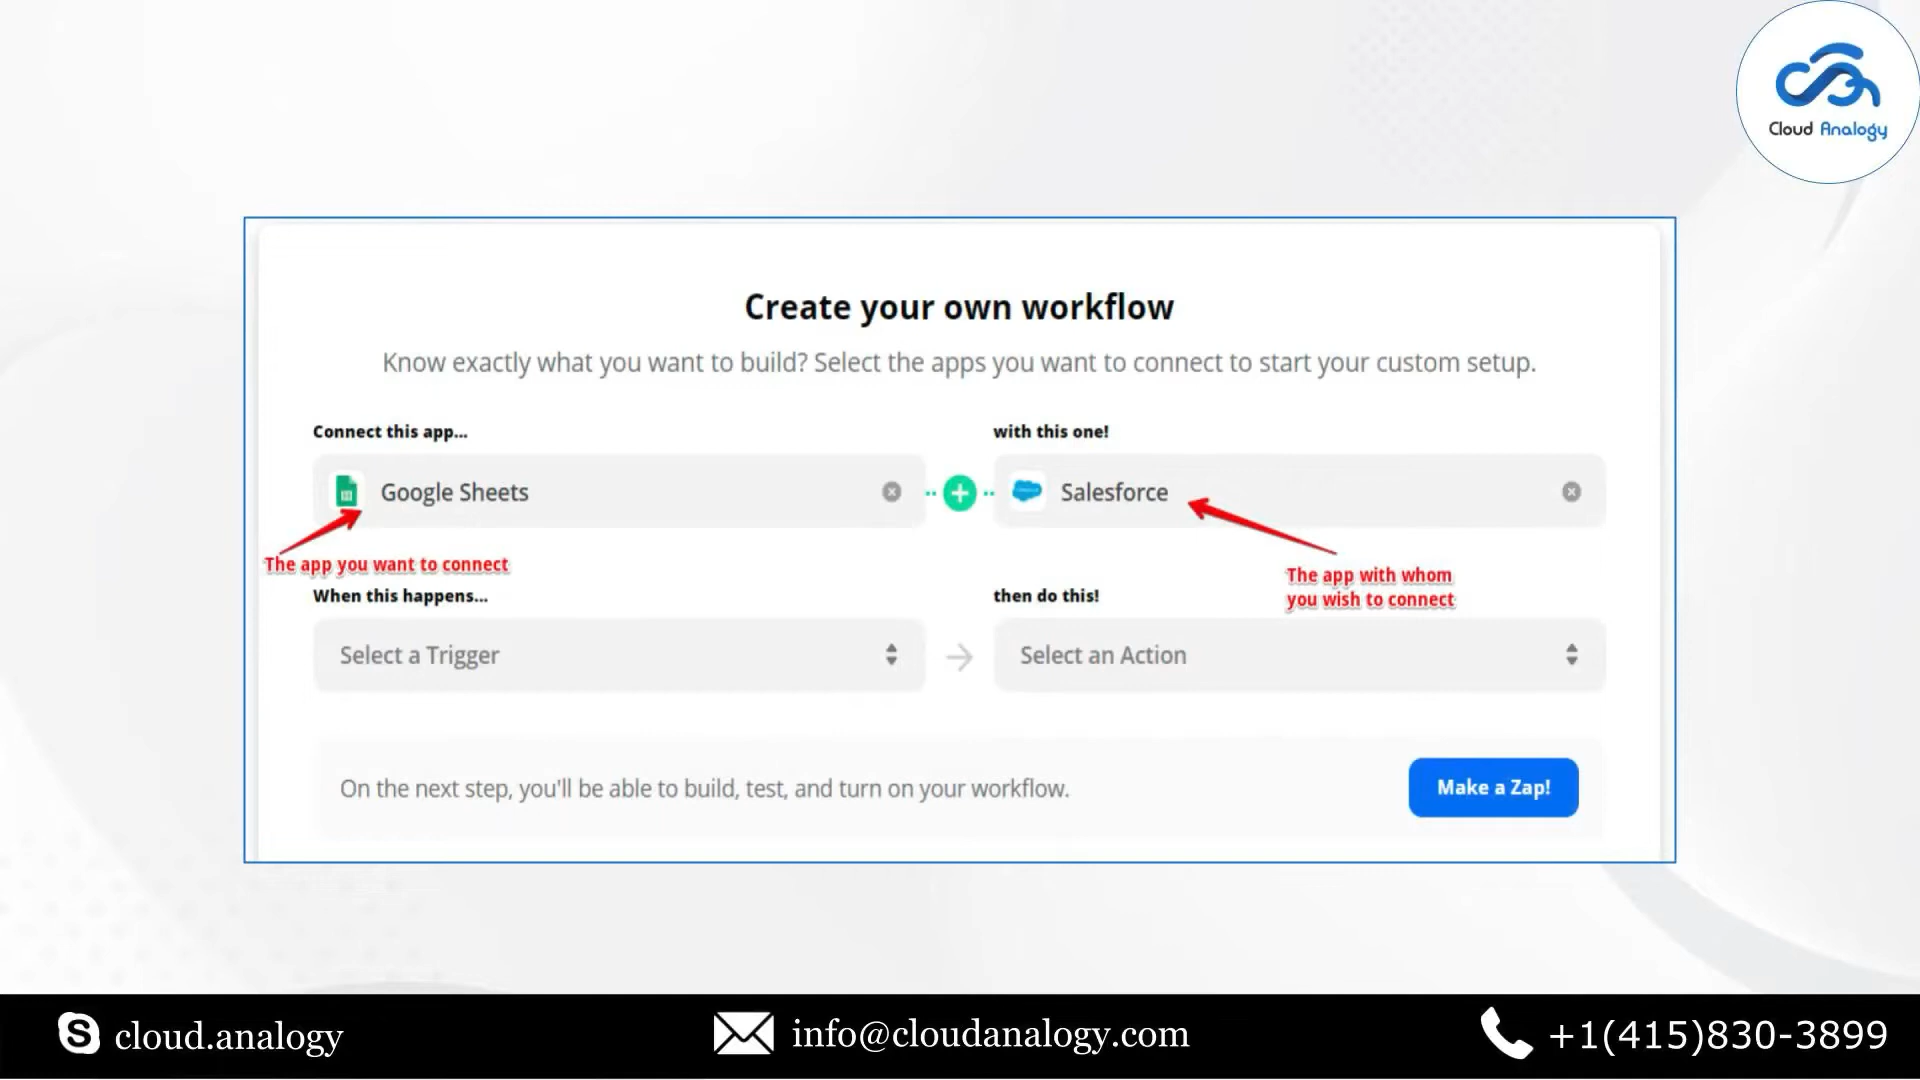 Cloud Analogy
Create your own workflow
Know exactly what you want to build? Select the apps you want to connect to start your custom setup.
Connect this app...
with this one!
Google Sheets
Salesforce
The app you want to connect
The app with whom
you wish to connect
When this happens...
then do this!
Select a Trigger
Select an Action
On the next step, you'll be able to build, test, and turn on your workflow.
Make a Zap!
cloud.analogy
info@cloudanalogy.com
+1(415)830-3899